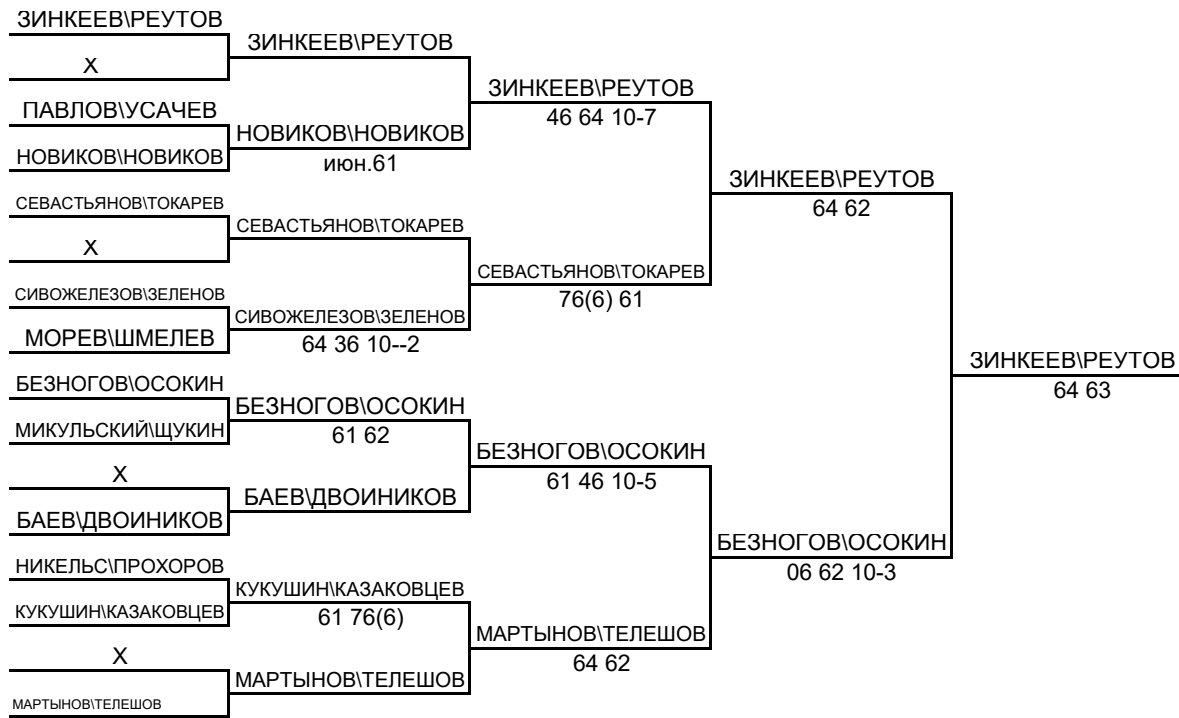 ЗИНКЕЕВ\РЕУТОВ
ЗИНКЕЕВ\РЕУТОВ
X
ЗИНКЕЕВ\РЕУТОВ
ПАВЛОВ\УСАЧЕВ
46 64 10-7
НОВИКОВ\НОВИКОВ
НОВИКОВ\НОВИКОВ
июн.61
ЗИНКЕЕВ\РЕУТОВ
СЕВАСТЬЯНОВ\ТОКАРЕВ
64 62
СЕВАСТЬЯНОВ\ТОКАРЕВ
X
СЕВАСТЬЯНОВ\ТОКАРЕВ
СИВОЖЕЛЕЗОВ\ЗЕЛЕНОВ
76(6) 61
СИВОЖЕЛЕЗОВ\ЗЕЛЕНОВ
МОРЕВ\ШМЕЛЕВ
64 36 10--2
ЗИНКЕЕВ\РЕУТОВ
БЕЗНОГОВ\ОСОКИН
64 63
БЕЗНОГОВ\ОСОКИН
МИКУЛЬСКИЙ\ЩУКИН
61 62
БЕЗНОГОВ\ОСОКИН
X
61 46 10-5
БАЕВ\ДВОИНИКОВ
БАЕВ\ДВОИНИКОВ
БЕЗНОГОВ\ОСОКИН
НИКЕЛЬС\ПРОХОРОВ
06 62 10-3
КУКУШИН\КАЗАКОВЦЕВ
КУКУШИН\КАЗАКОВЦЕВ
61 76(6)
МАРТЫНОВ\ТЕЛЕШОВ
X
64 62
МАРТЫНОВ\ТЕЛЕШОВ
МАРТЫНОВ\ТЕЛЕШОВ